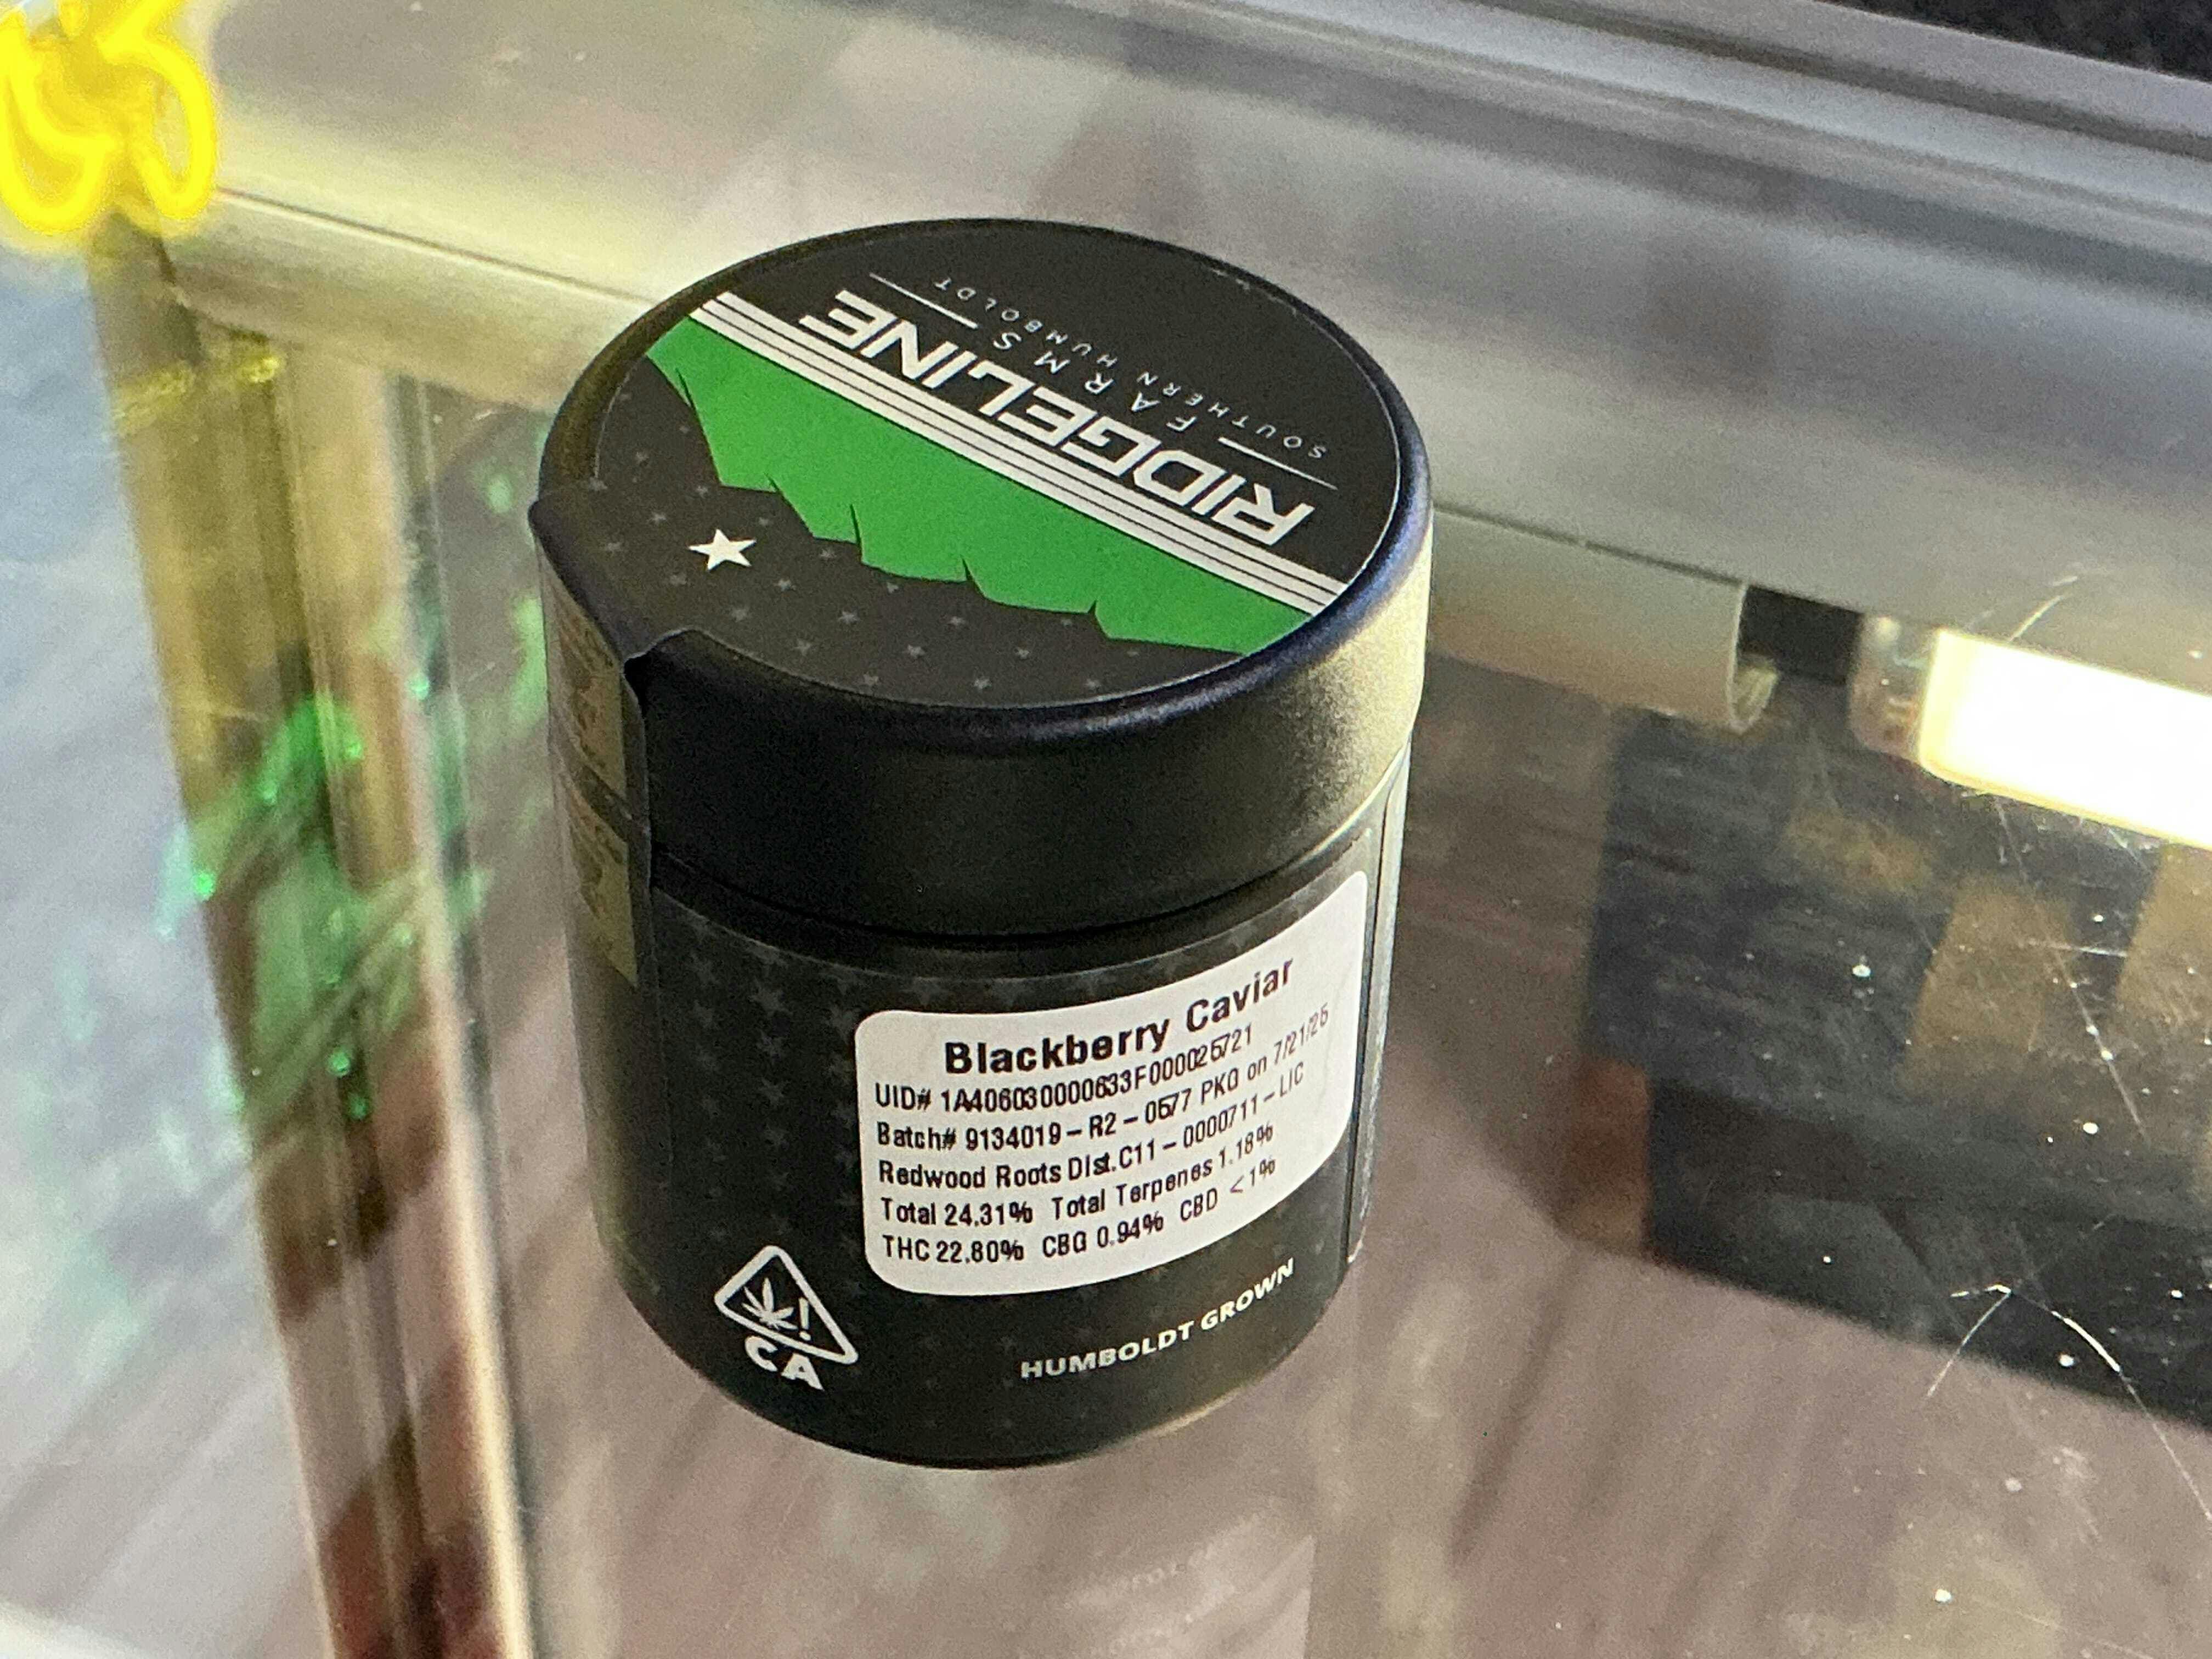 RIDGELINE
FARMS
SOUTHERN HUMBOLDT
Blackberry Caviar
UID# 1A4060300000633F000025721
Batch# 9134019-R2-0577 PKG on 7/21/25
Redwood Roots Dist.C11-0000711-LIC
Total 24.31% Total Terpenes 1.18%
THC 22.80% CBG 0.94% CBD <1%
CA
HUMBOLDT GROWN